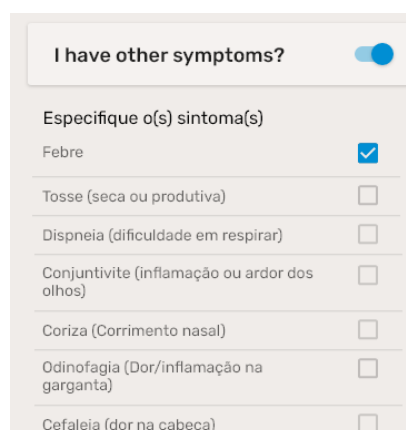 I have other symptoms?
Especifique o(s) sintoma(s)
Febre
Tosse (seca ou produtiva)
Dispneia (dificuldade em respirar)
Conjuntivite (inflamação ou ardor dos
olhos)
Coriza (Corrimento nasal)
Odinofagia (Dor/inflamação na
garganta)
Cefaleia (dor na cabeça)